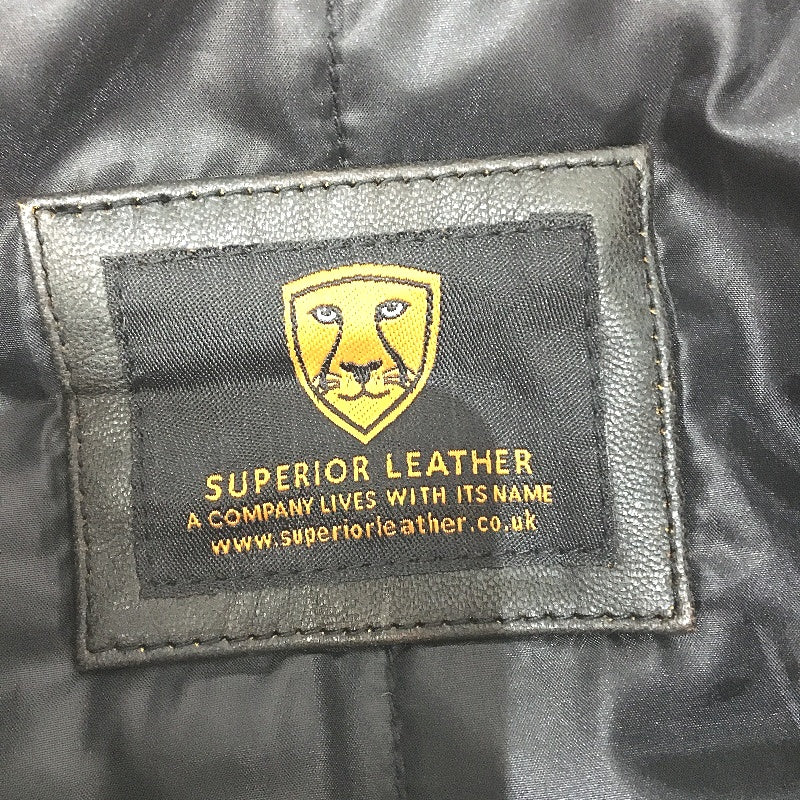 SUPERIOR LEATHER
A COMPANY LIVES WITH ITS NAME
www.superiorleather.co.uk